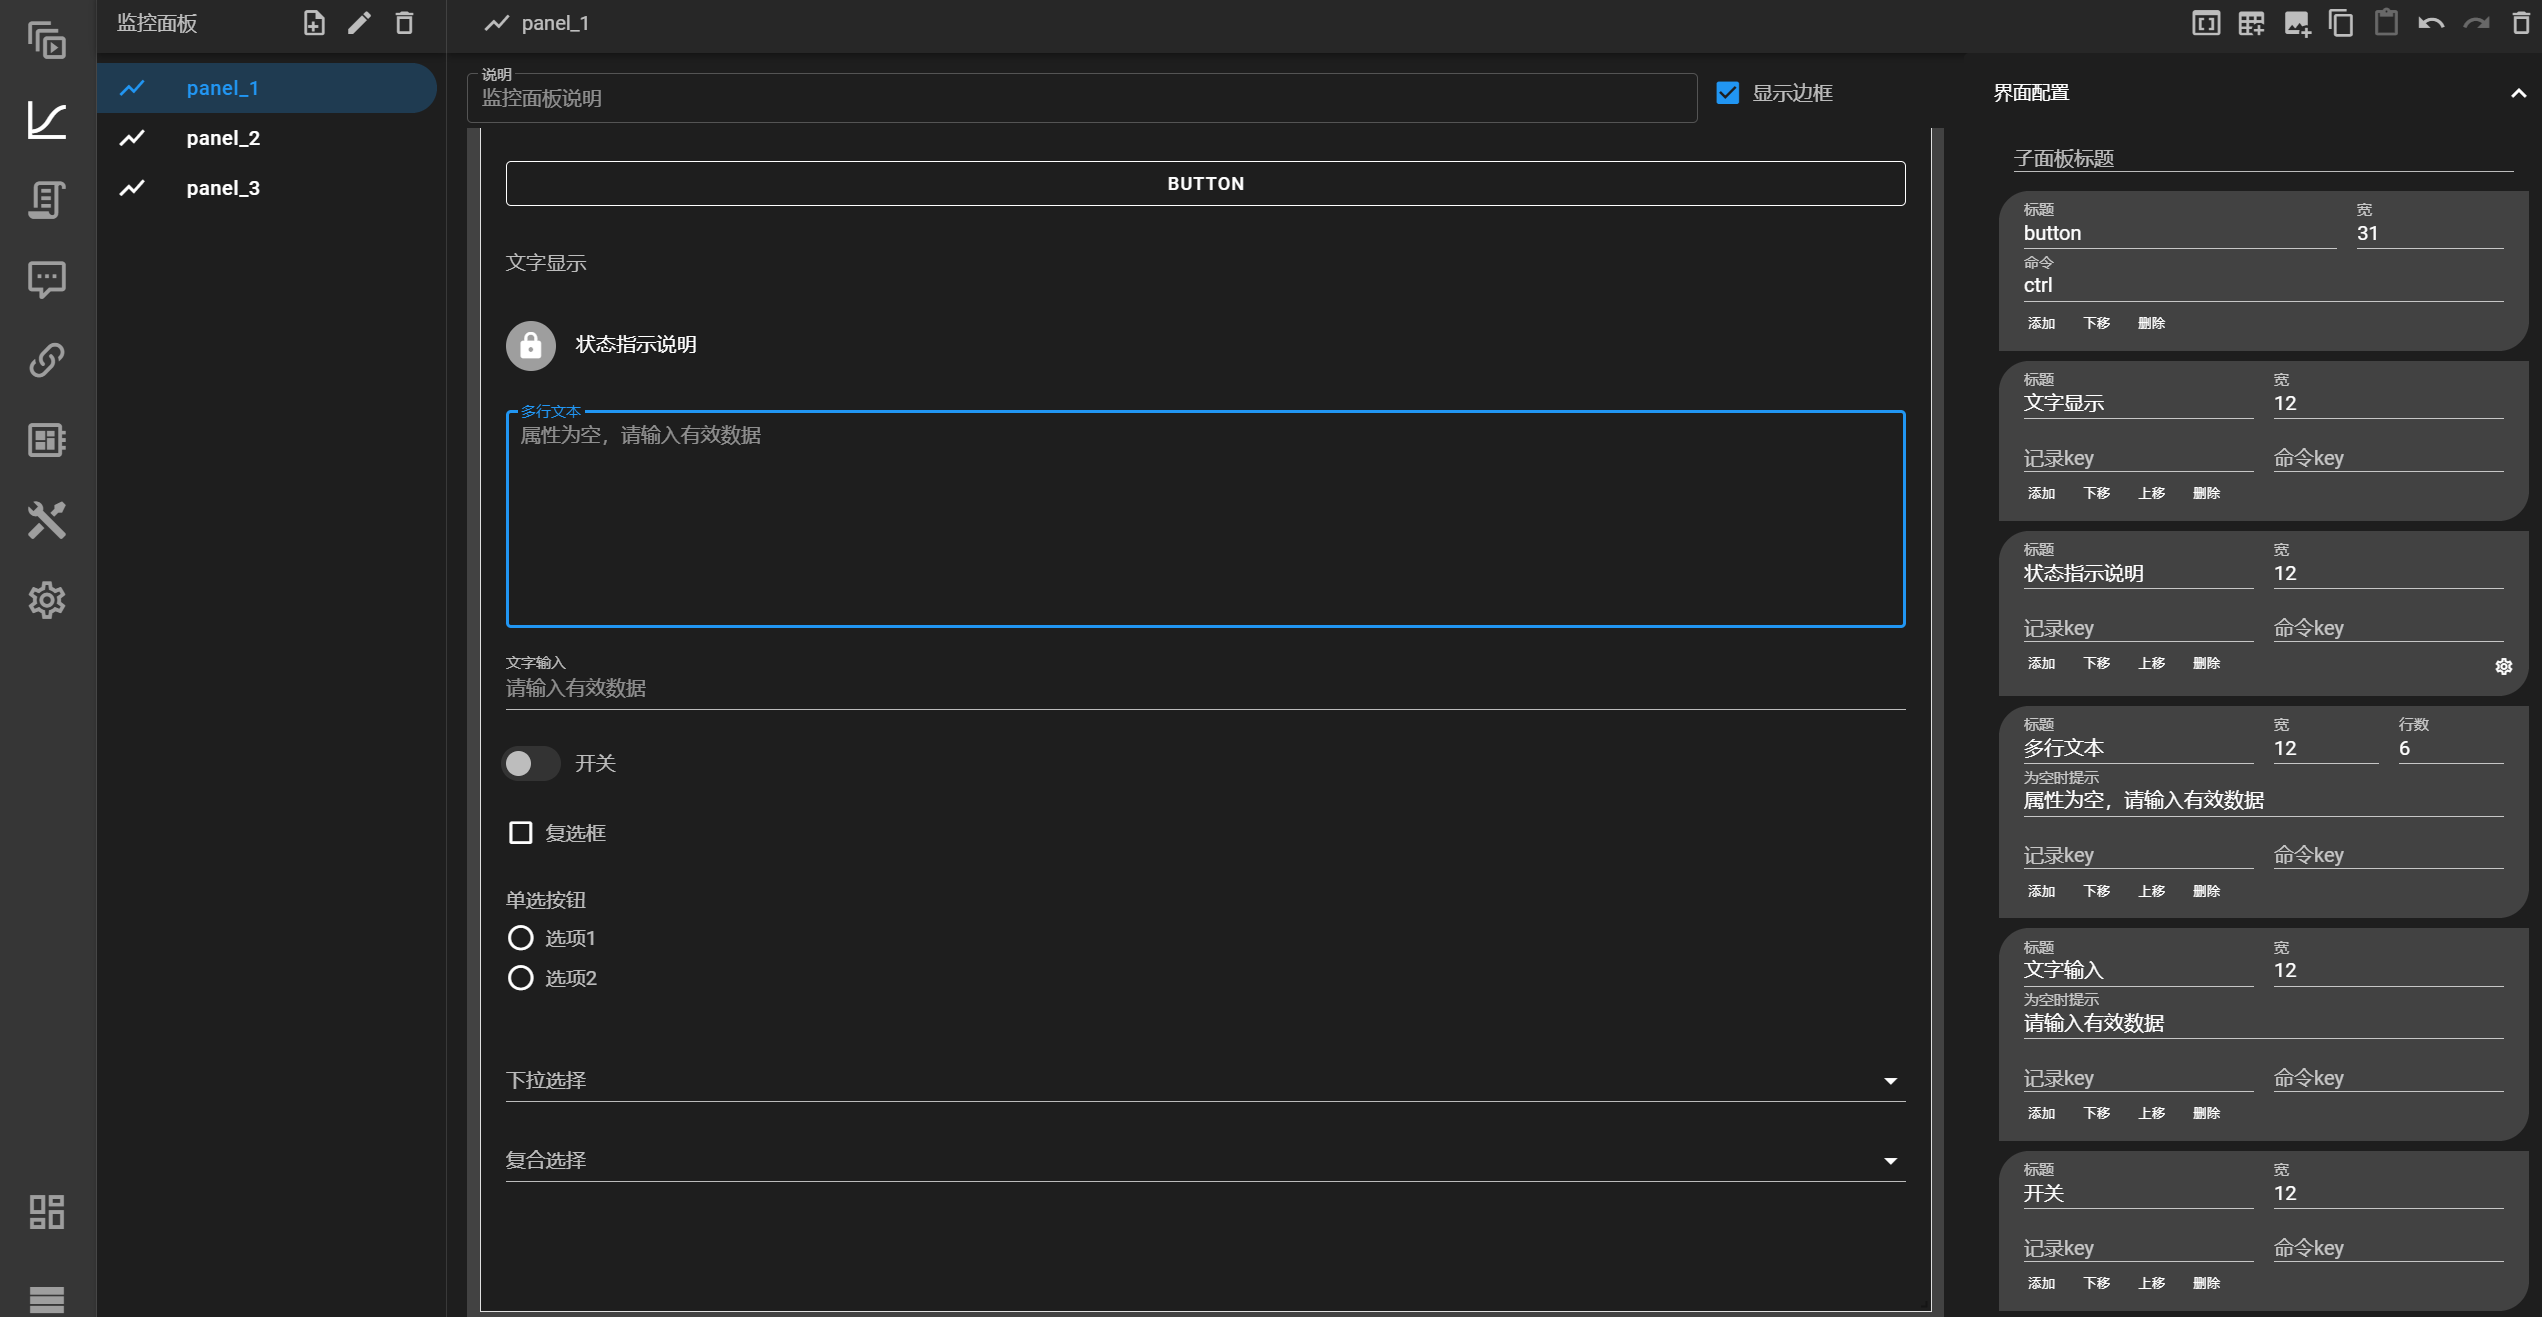 监控面板
panel_1
panel_2
panel_3
panel_1
说明
监控面板说明
显示边框
BUTTON
文字显示
状态指示说明
多行文本
属性为空，请输入有效数据
文字输入
请输入有效数据
开关
复选框
单选按钮
选项1
选项2
下拉选择
复合选择
界面配置
子面板标题
标题 宽
button 31
命令
ctrl
添加 下移 删除
标题 宽
文字显示 12
记录key 命令key
添加 下移 上移 删除
标题 宽
状态指示说明 12
记录key 命令key
添加 下移 上移 删除
标题 宽 行数
多行文本 12 6
为空时提示
属性为空，请输入有效数据
记录key 命令key
添加 下移 上移 删除
标题 宽
文字输入 12
为空时提示
请输入有效数据
记录key 命令key
添加 下移 上移 删除
标题 宽
开关 12
记录key 命令key
添加 下移 上移 删除